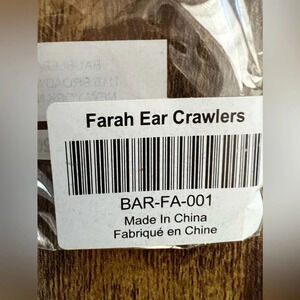 Farah Ear Crawlers
BAR-FA-001
Made In China
Fabriqué en Chine